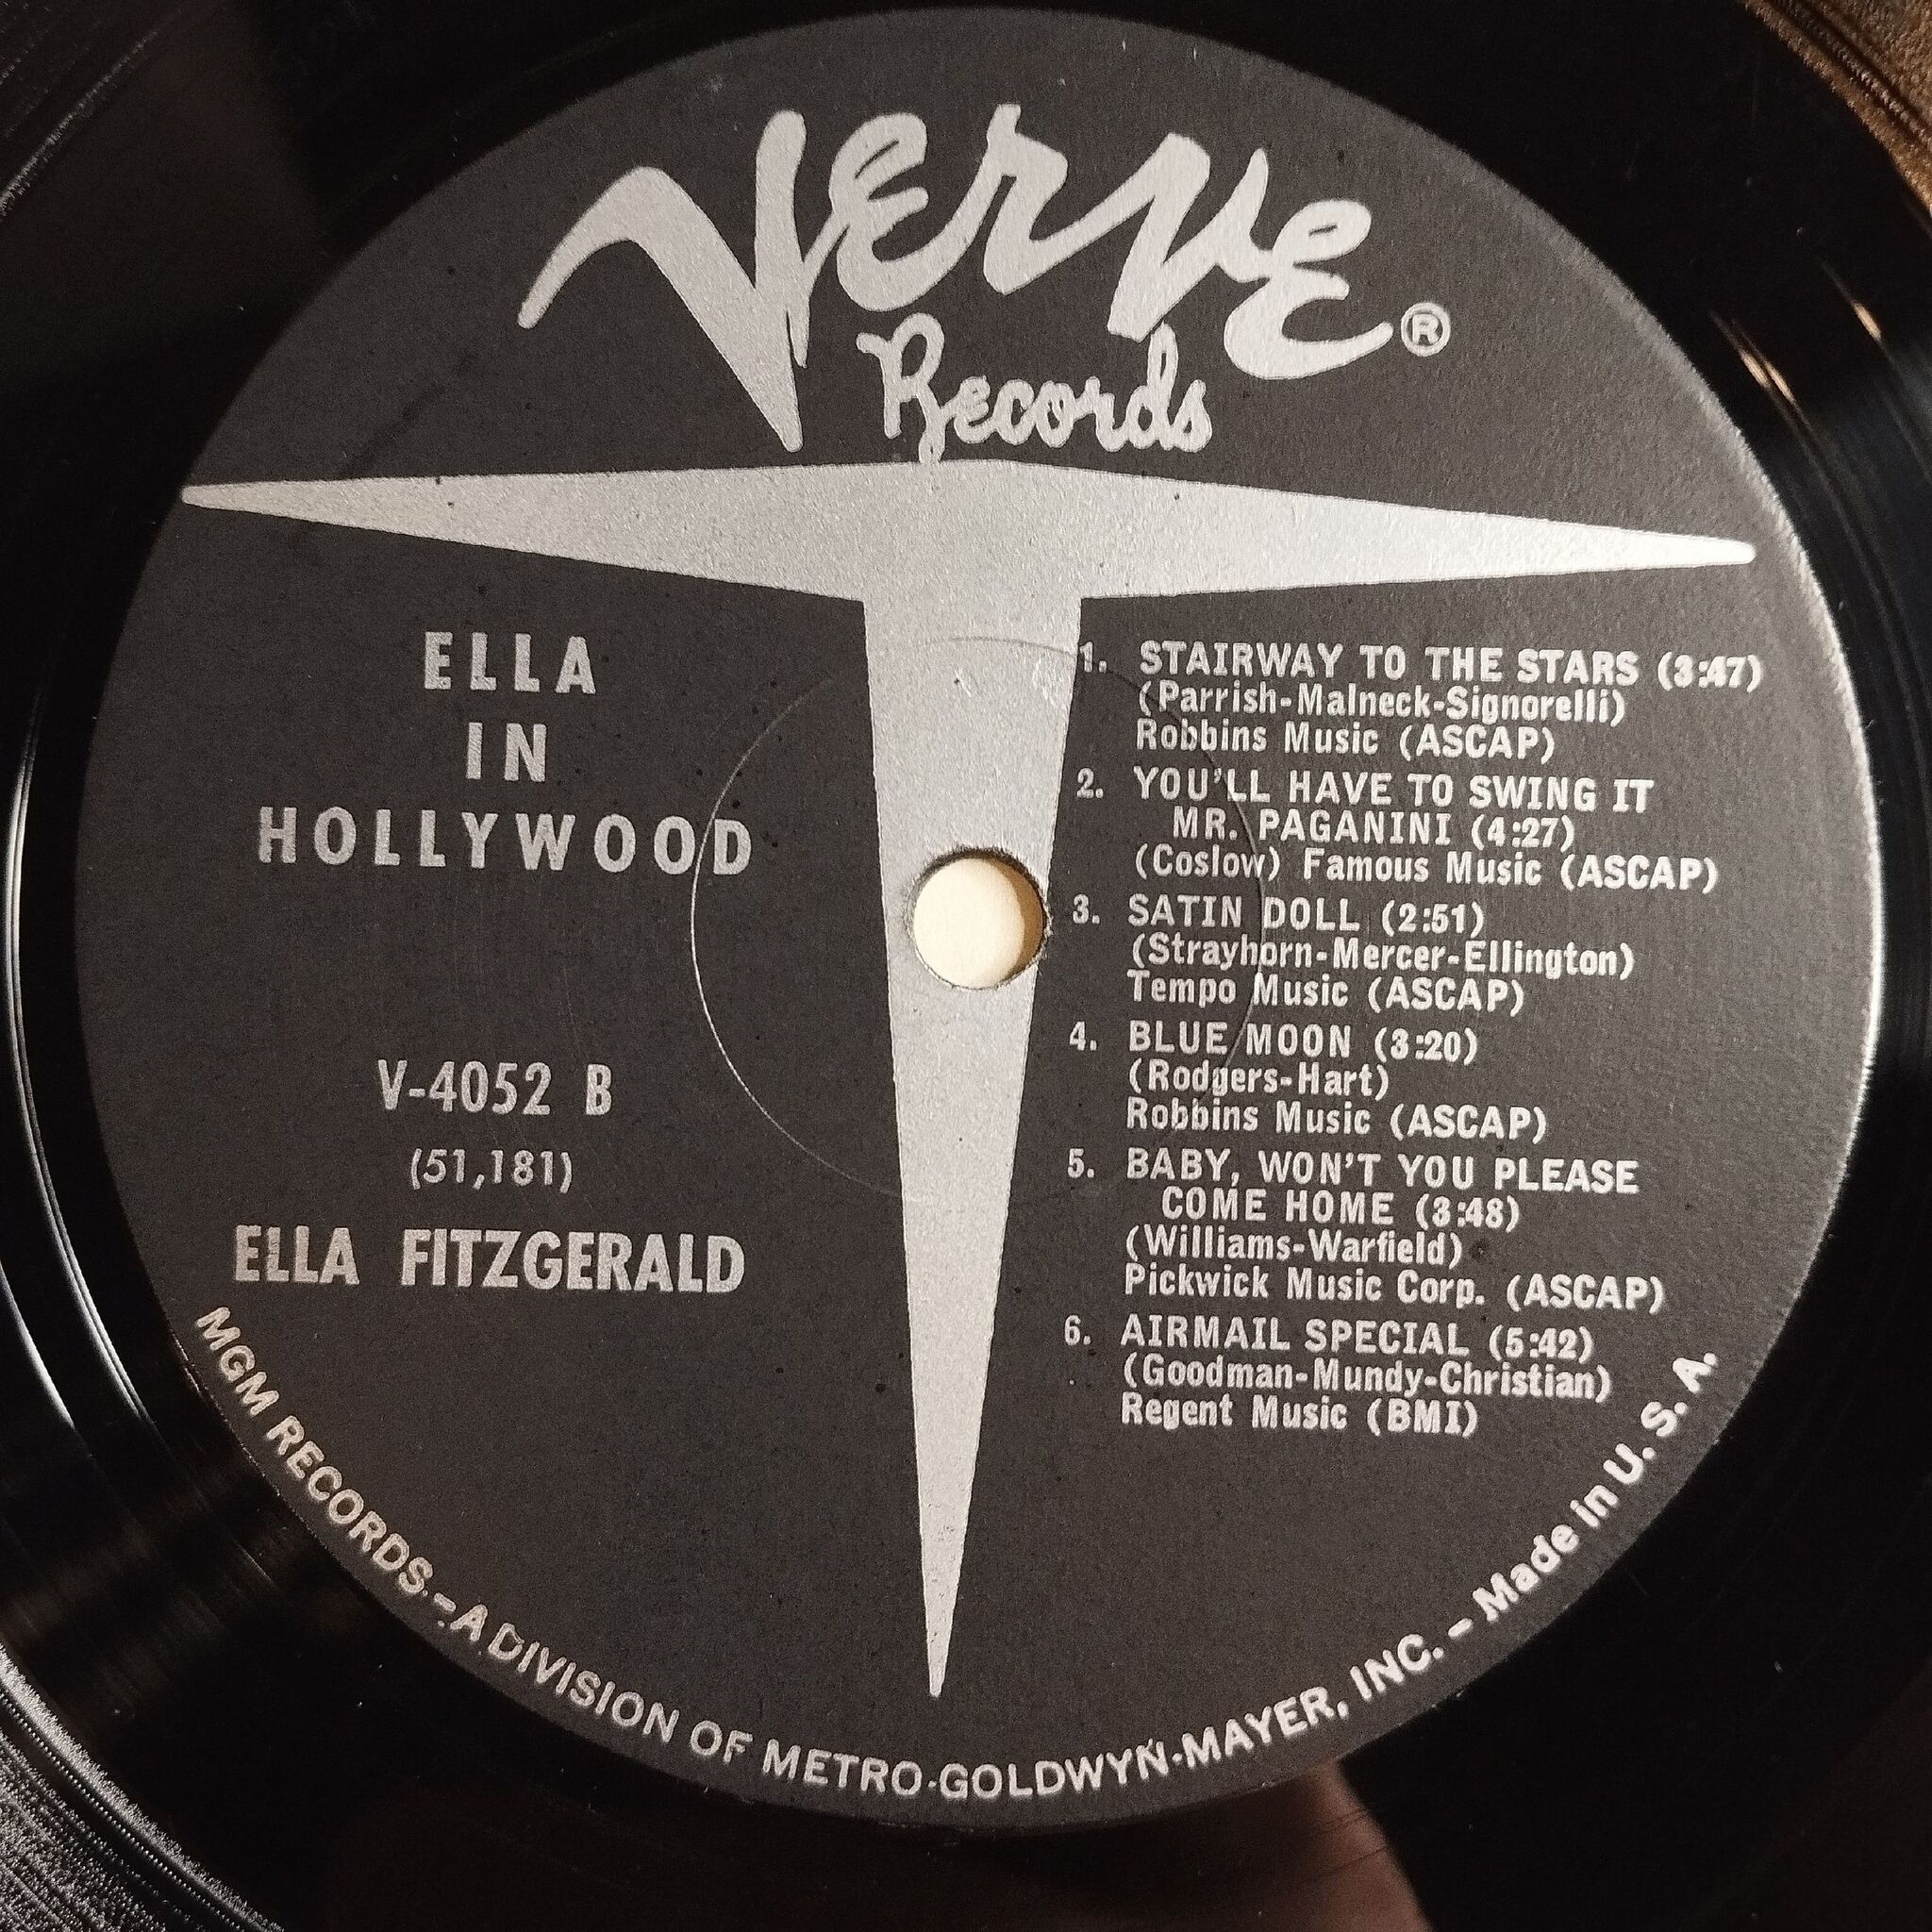 Verve ®
Records
ELLA
IN
HOLLYWOOD
V-4052 B
(51,181)
ELLA FITZGERALD
1. STAIRWAY TO THE STARS (3:47)
(Parrish-Malneck-Signorelli)
Robbins Music (ASCAP)
2. YOU'LL HAVE TO SWING IT
MR. PAGANINI (4:27)
(Coslow) Famous Music (ASCAP)
3. SATIN DOLL (2:51)
(Strayhorn-Mercer-Ellington)
Tempo Music (ASCAP)
4. BLUE MOON (3:20)
(Rodgers-Hart)
Robbins Music (ASCAP)
5. BABY, WON'T YOU PLEASE
COME HOME (3:48)
(Williams-Warfield)
Pickwick Music Corp. (ASCAP)
6. AIRMAIL SPECIAL (5:42)
(Goodman-Mundy-Christian)
Regent Music (BMI)
MGM RECORDS. - A DIVISION OF METRO-GOLDWYN-MAYER, INC. - Made in U. S. A.